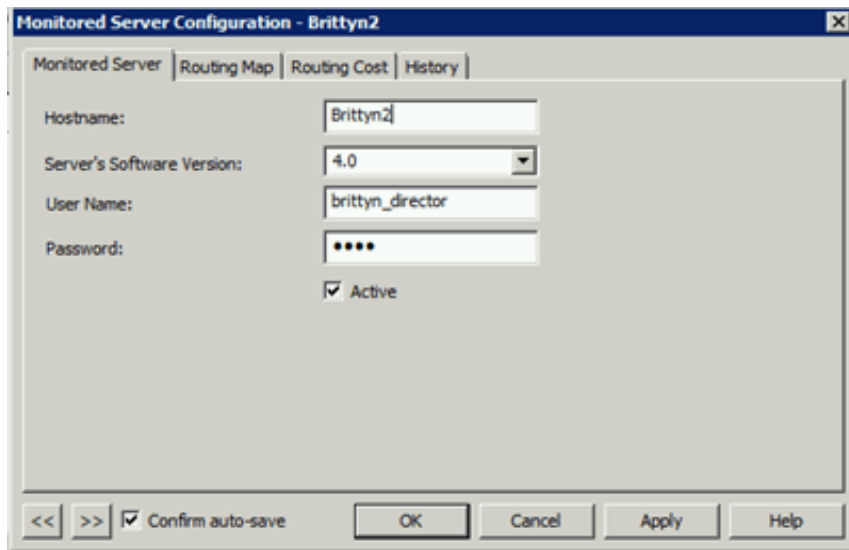 Monitored Server Configuration - Brittyn2
Monitored Server Routing Map Routing Cost History
Hostname: Brittyn2
Server's Software Version: 4.0
User Name: brittyn_director
Password: ••••
Active
<< >> Confirm auto-save OK Cancel Apply Help